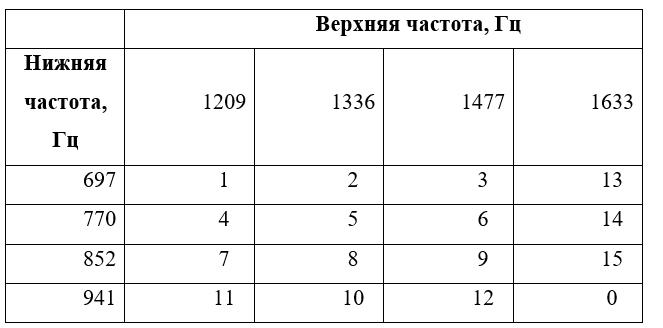 Верхняя частота, Гц
Нижняя
частота,
Гц
1209 1336 1477 1633
697 1 2 3 13
770 4 5 6 14
852 7 8 9 15
941 11 10 12 0